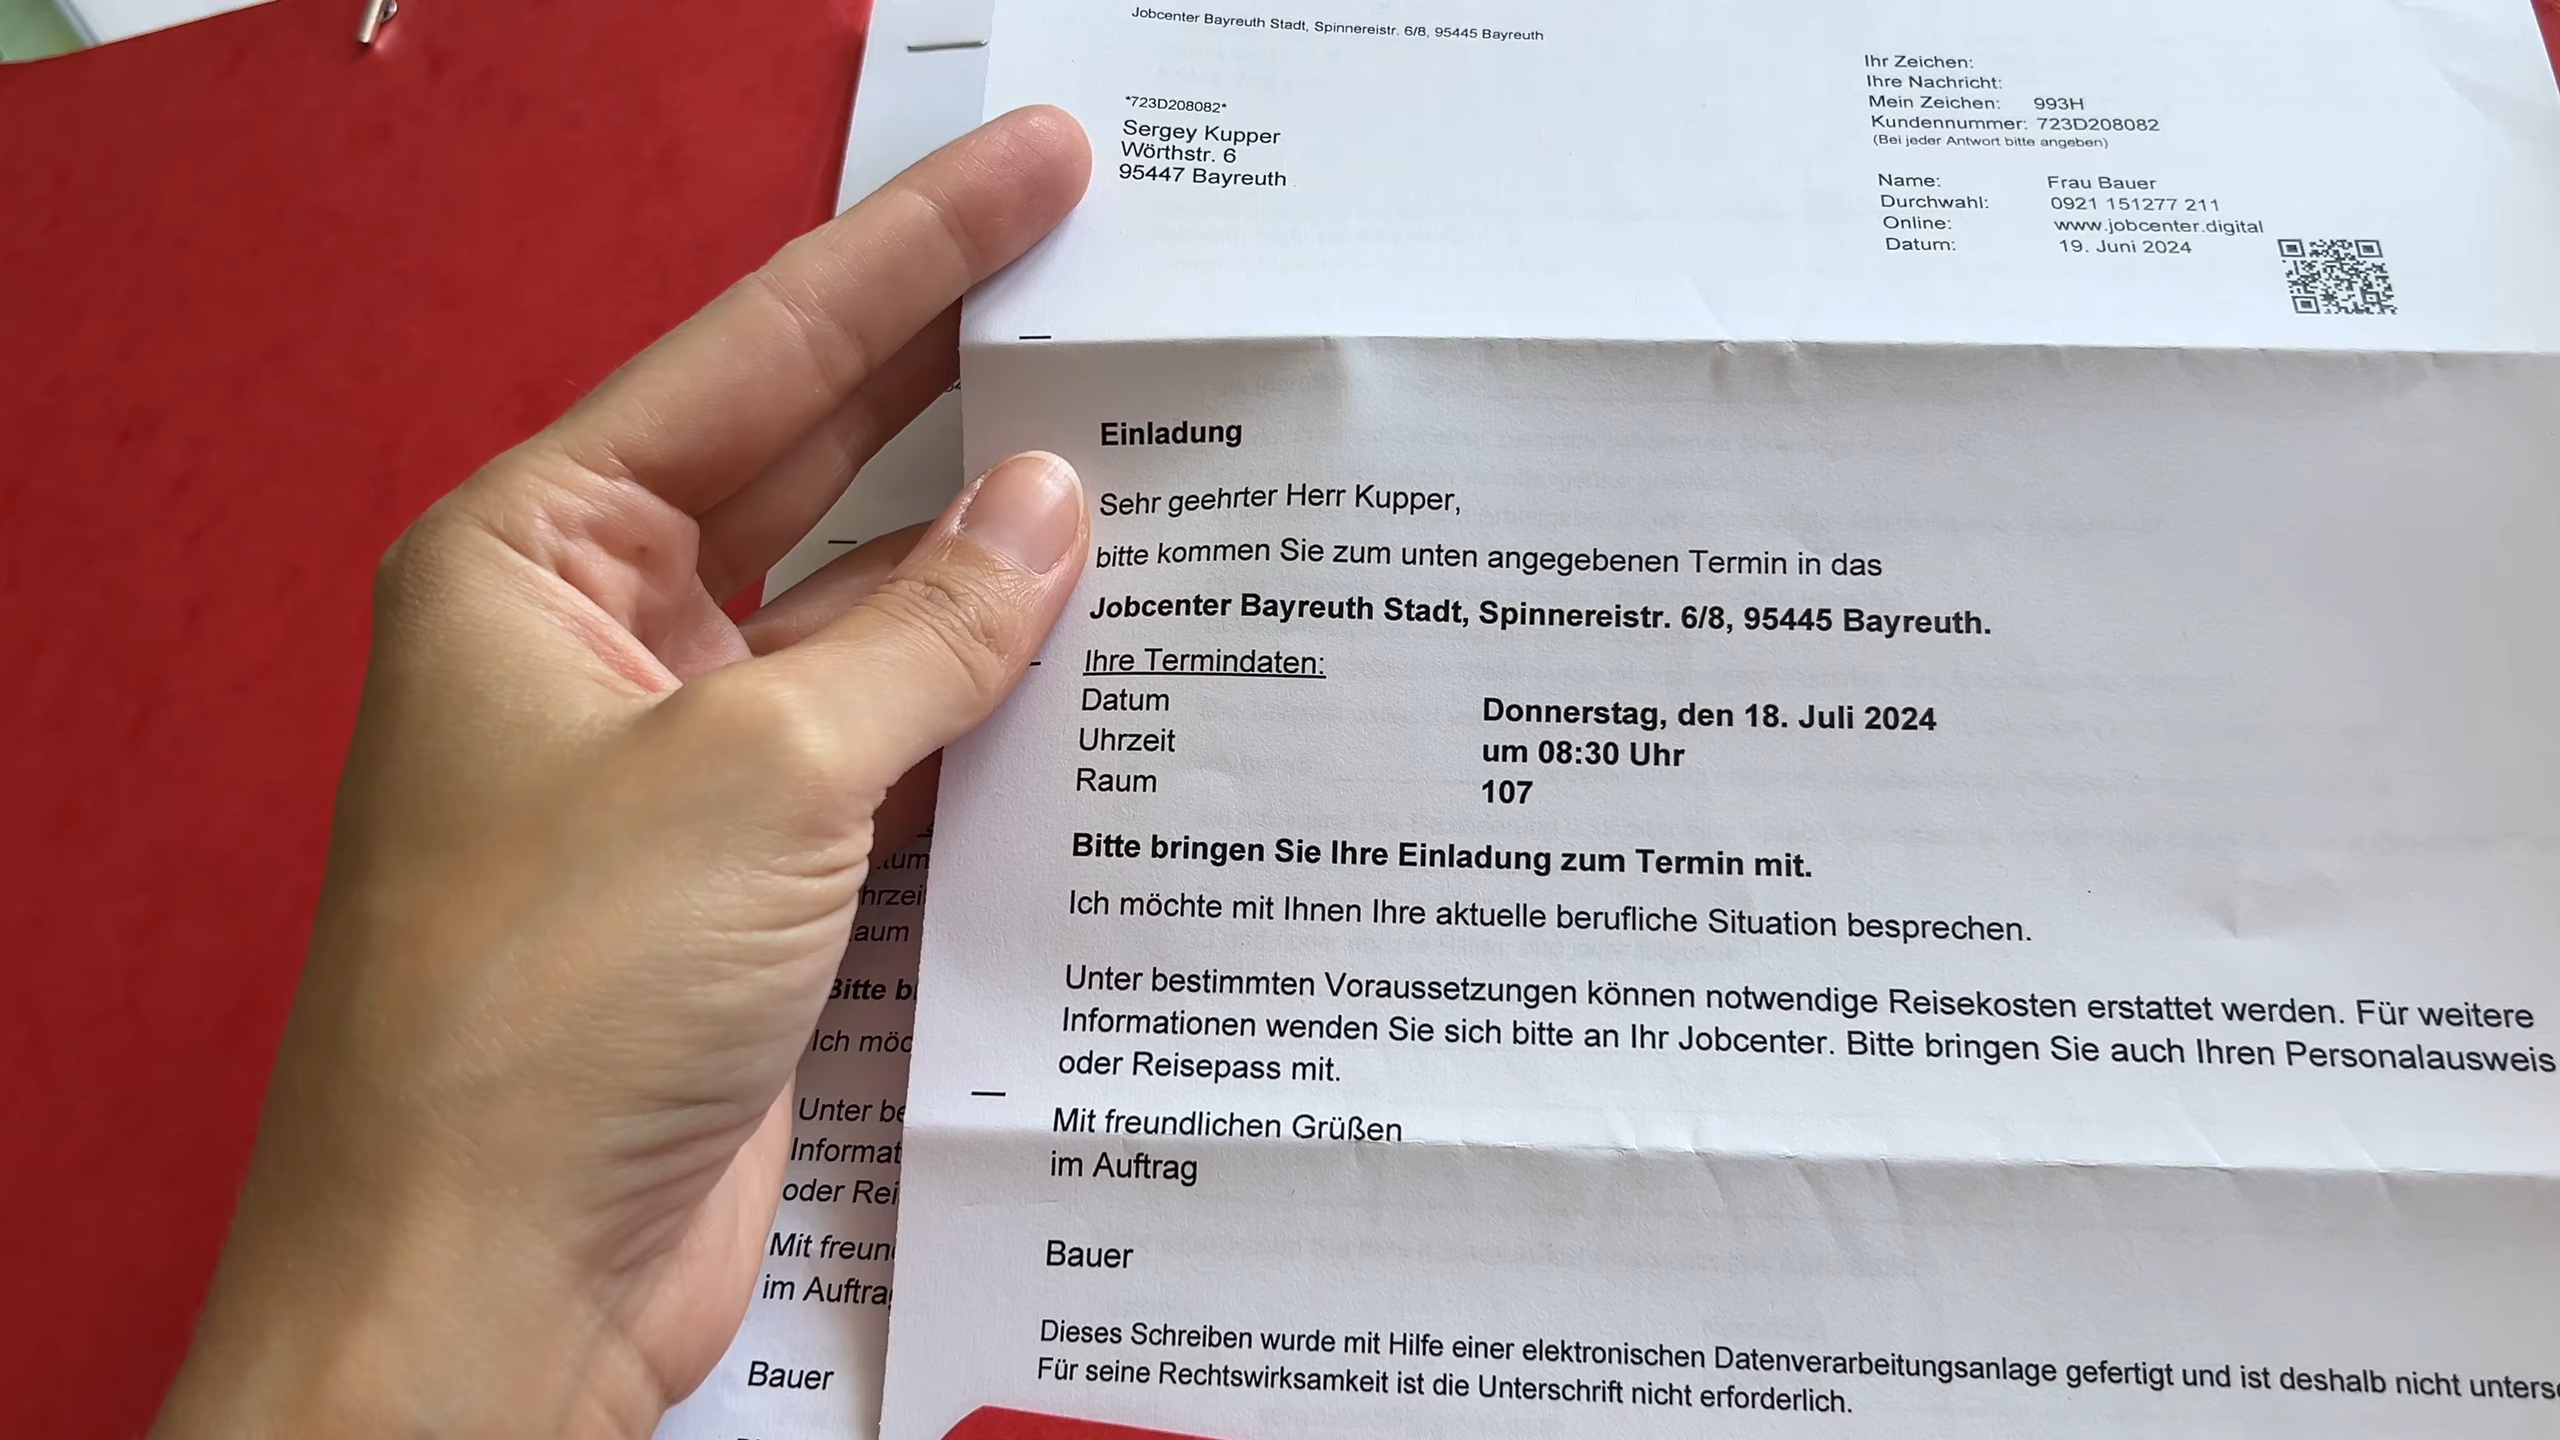 Jobcenter Bayreuth Stadt, Spinnereistr. 6/8, 95445 Bayreuth
*723D208082*
Sergey Kupper
Wörthstr. 6
95447 Bayreuth
Ihr Zeichen:
Ihre Nachricht:
Mein Zeichen: 993H
Kundennummer: 723D208082
(Bei jeder Antwort bitte angeben)
Name: Frau Bauer
Durchwahl: 0921 151277 211
Online: www.jobcenter.digital
Datum: 19. Juni 2024
Einladung
Sehr geehrter Herr Kupper,
bitte kommen Sie zum unten angegebenen Termin in das
Jobcenter Bayreuth Stadt, Spinnereistr. 6/8, 95445 Bayreuth.
Ihre Termindaten:
Datum Donnerstag, den 18. Juli 2024
Uhrzeit um 08:30 Uhr
Raum 107
Bitte bringen Sie Ihre Einladung zum Termin mit.
Ich möchte mit Ihnen Ihre aktuelle berufliche Situation besprechen.
Unter bestimmten Voraussetzungen können notwendige Reisekosten erstattet werden. Für weitere
Informationen wenden Sie sich bitte an Ihr Jobcenter. Bitte bringen Sie auch Ihren Personalausweis
oder Reisepass mit.
Mit freundlichen Grüßen
im Auftrag
Bauer
Dieses Schreiben wurde mit Hilfe einer elektronischen Datenverarbeitungsanlage gefertigt und ist deshalb nicht unters
Für seine Rechtswirksamkeit ist die Unterschrift nicht erforderlich.
um
hrzei
aum
Bitte b
Ich möc
Unter be
Informat
oder Rei
Mit freun
im Auftra
Bauer